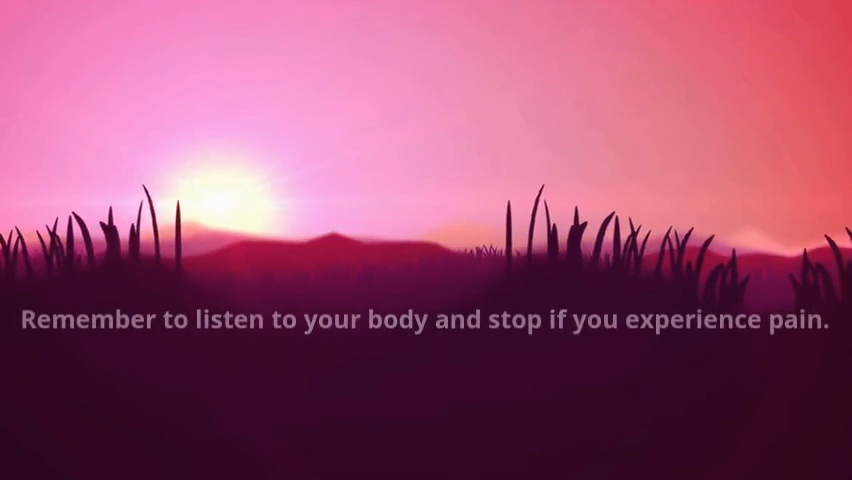 Remember to listen to your body and stop if you experience pain.